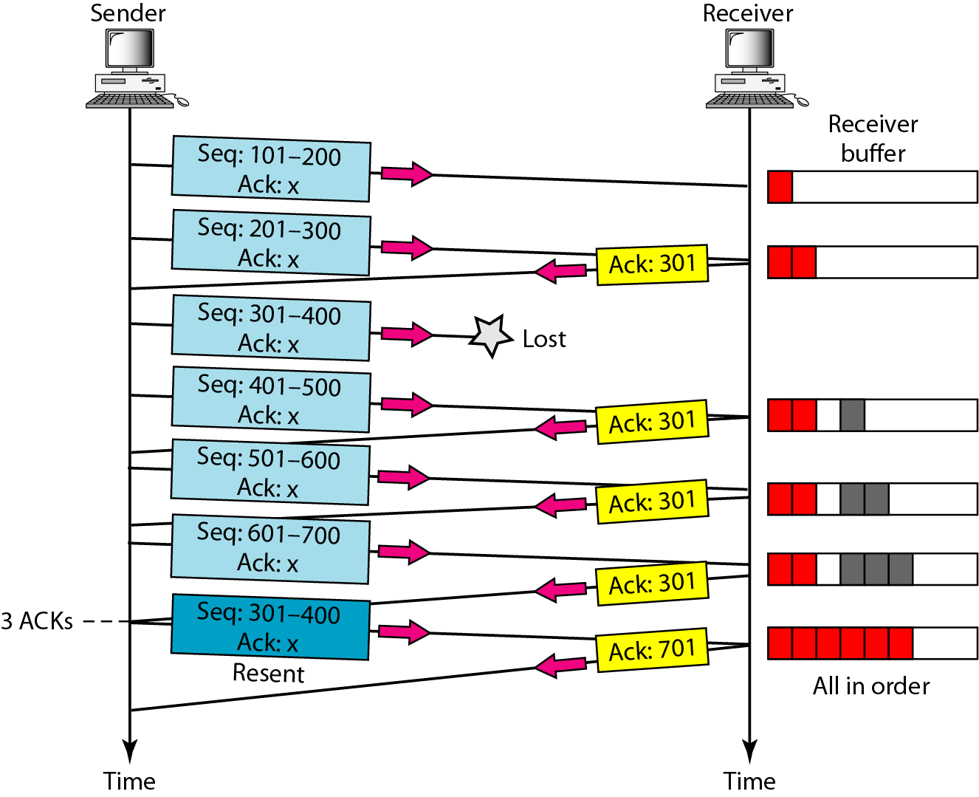 Sender
Receiver
Receiver
buffer
Seq: 101–200
Ack: x
Seq: 201–300
Ack: x
Ack: 301
Seq: 301–400
Ack: x
Lost
Seq: 401–500
Ack: x
Ack: 301
Seq: 501–600
Ack: x
Ack: 301
Seq: 601–700
Ack: x
Ack: 301
3 ACKs
Seq: 301–400
Ack: x
Resent
Ack: 701
All in order
Time
Time